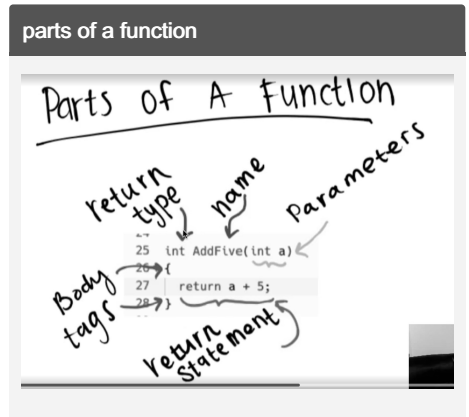 parts of a function
Parts of A Function
return type
name
Parameters
25 int AddFive(int a)
Body tags
26 {
27 return a + 5;
28 }
return statement